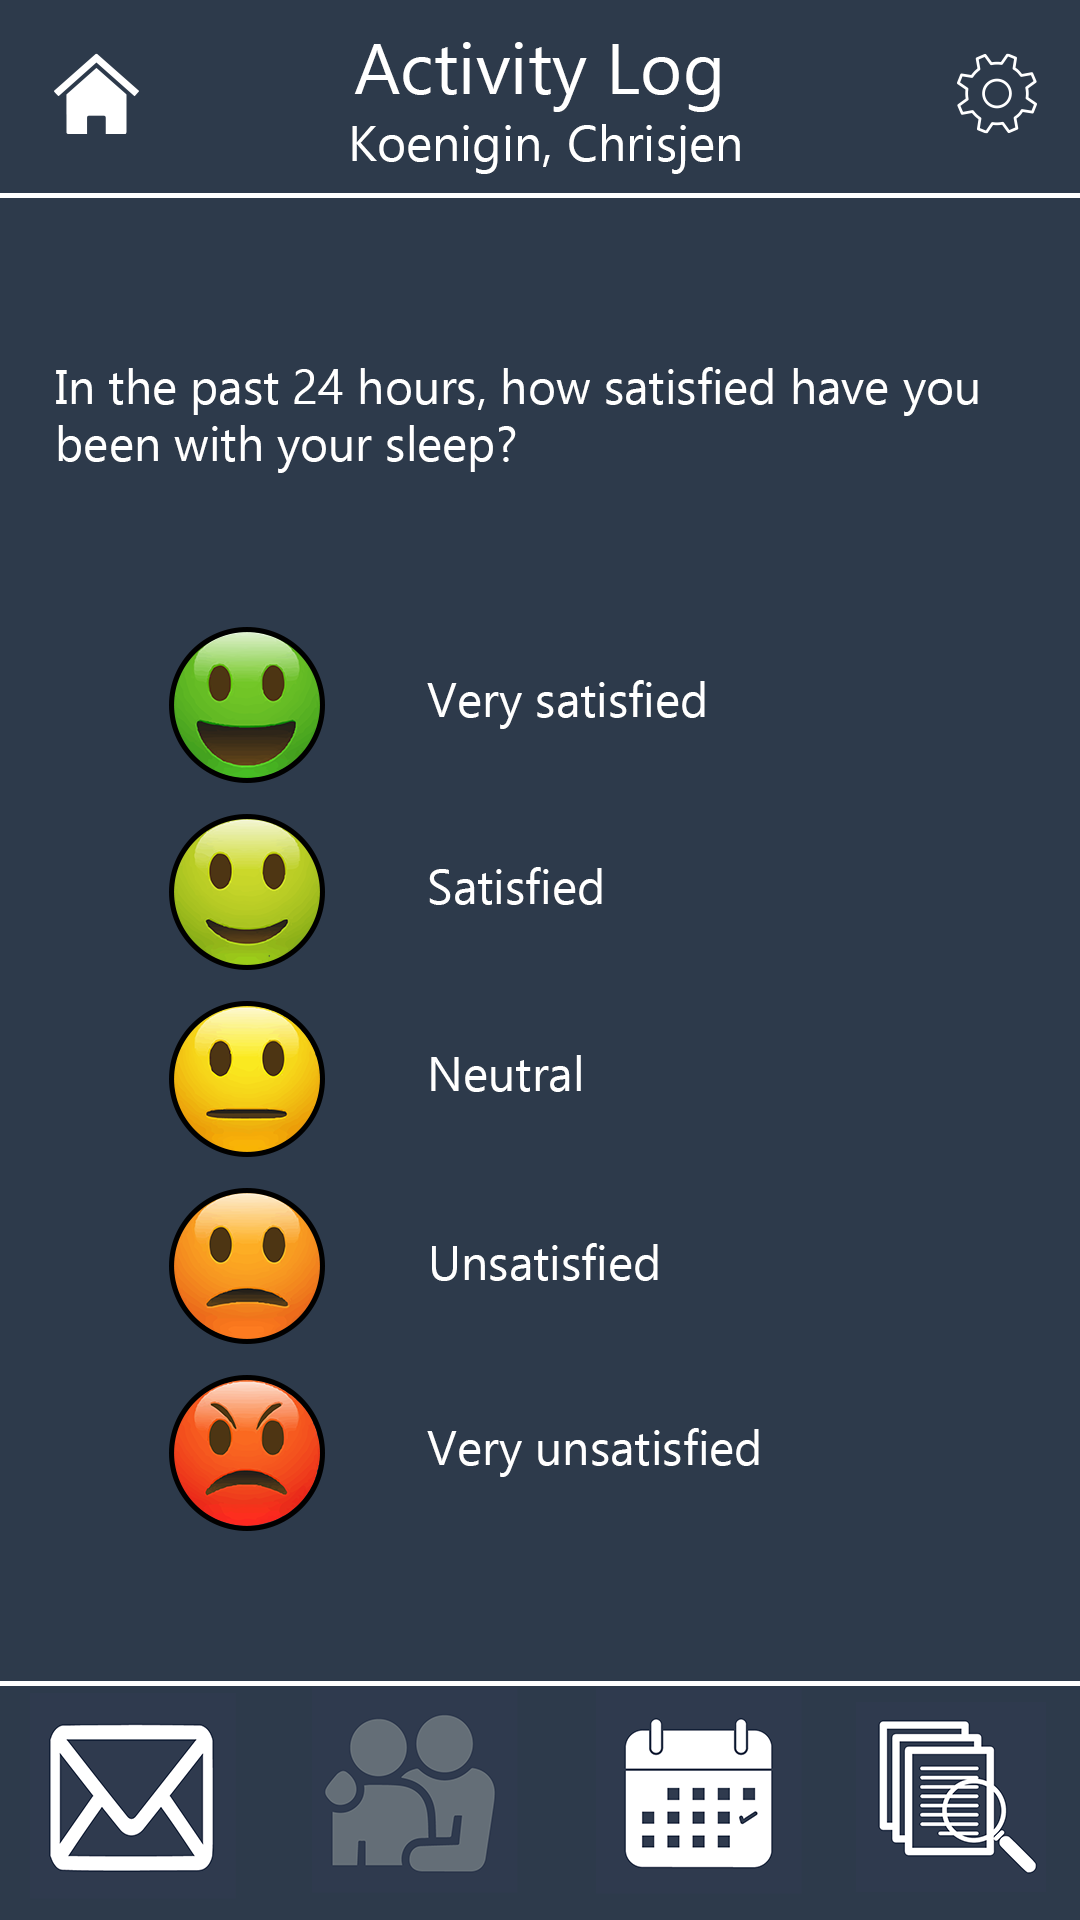 Activity Log
Koenigin, Chrisjen
In the past 24 hours, how satisfied have you
been with your sleep?
Very satisfied
Satisfied
Neutral
Unsatisfied
Very unsatisfied